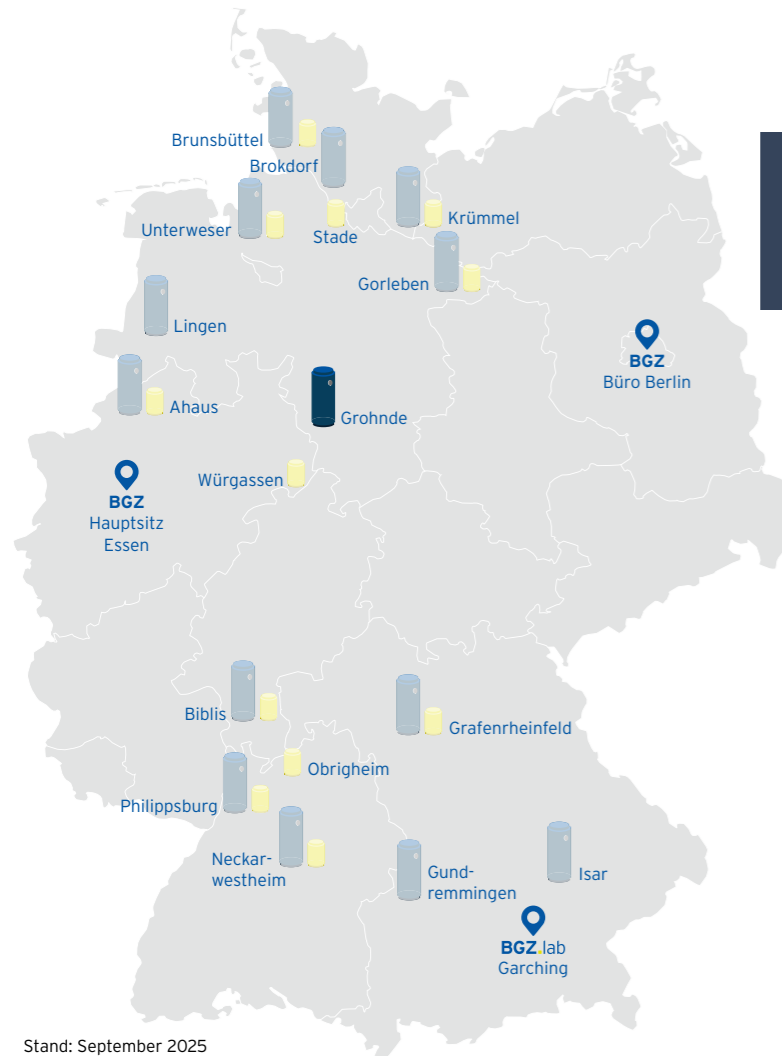 Brunsbüttel
Brokdorf
Unterweser
Stade
Krümmel
Gorleben
Lingen
BGZ
Büro Berlin
Ahaus
Grohnde
Würgassen
BGZ
Hauptsitz
Essen
Biblis
Grafenrheinfeld
Obrigheim
Philippsburg
Neckar-
westheim
Gund-
remmingen
Isar
BGZ.lab
Garching
Stand: September 2025